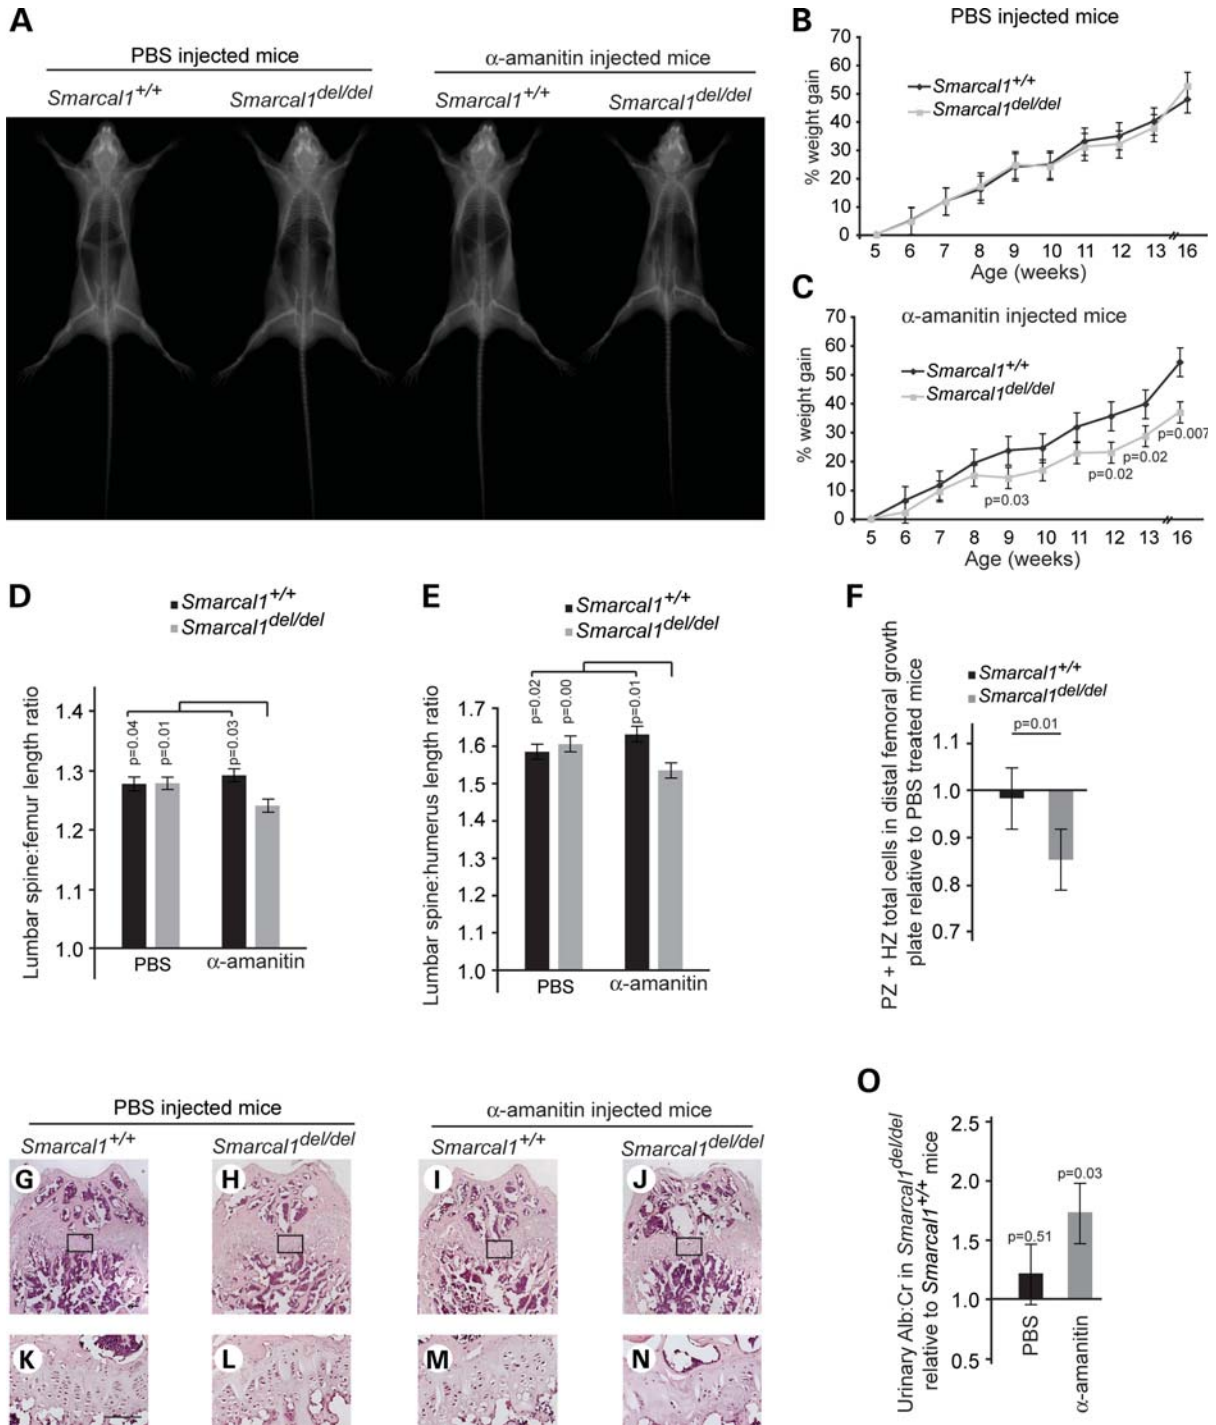 A
PBS injected mice
α-amanitin injected mice
Smarcal1+/+
Smarcal1del/del
Smarcal1+/+
Smarcal1del/del
B
PBS injected mice
% weight gain
70
60
50
40
30
20
10
0
Smarcal1+/+
Smarcal1del/del
5 6 7 8 9 10 11 12 13 16
Age (weeks)
C
α-amanitin injected mice
% weight gain
70
60
50
40
30
20
10
0
Smarcal1+/+
Smarcal1del/del
p=0.03
p=0.02
p=0.02
p=0.007
5 6 7 8 9 10 11 12 13 16
Age (weeks)
D
Smarcal1+/+
Smarcal1del/del
Lumbar spine:femur length ratio
1.4
1.3
1.2
1.1
1.0
p=0.04
p=0.01
p=0.03
PBS
α-amanitin
E
Smarcal1+/+
Smarcal1del/del
Lumbar spine:humerus length ratio
1.7
1.6
1.5
1.4
1.3
1.2
1.1
1.0
p=0.02
p=0.00
p=0.01
PBS
α-amanitin
F
Smarcal1+/+
Smarcal1del/del
PZ + HZ total cells in distal femoral growth
plate relative to PBS treated mice
p=0.01
1.1
1.0
0.9
0.8
0.7
PBS injected mice
α-amanitin injected mice
Smarcal1+/+
Smarcal1del/del
Smarcal1+/+
Smarcal1del/del
G
H
I
J
K
L
M
N
O
Urinary Alb:Cr in Smarcal1del/del
relative to Smarcal1+/+ mice
2.5
2.0
1.5
1.0
0.5
p=0.51
p=0.03
PBS
α-amanitin